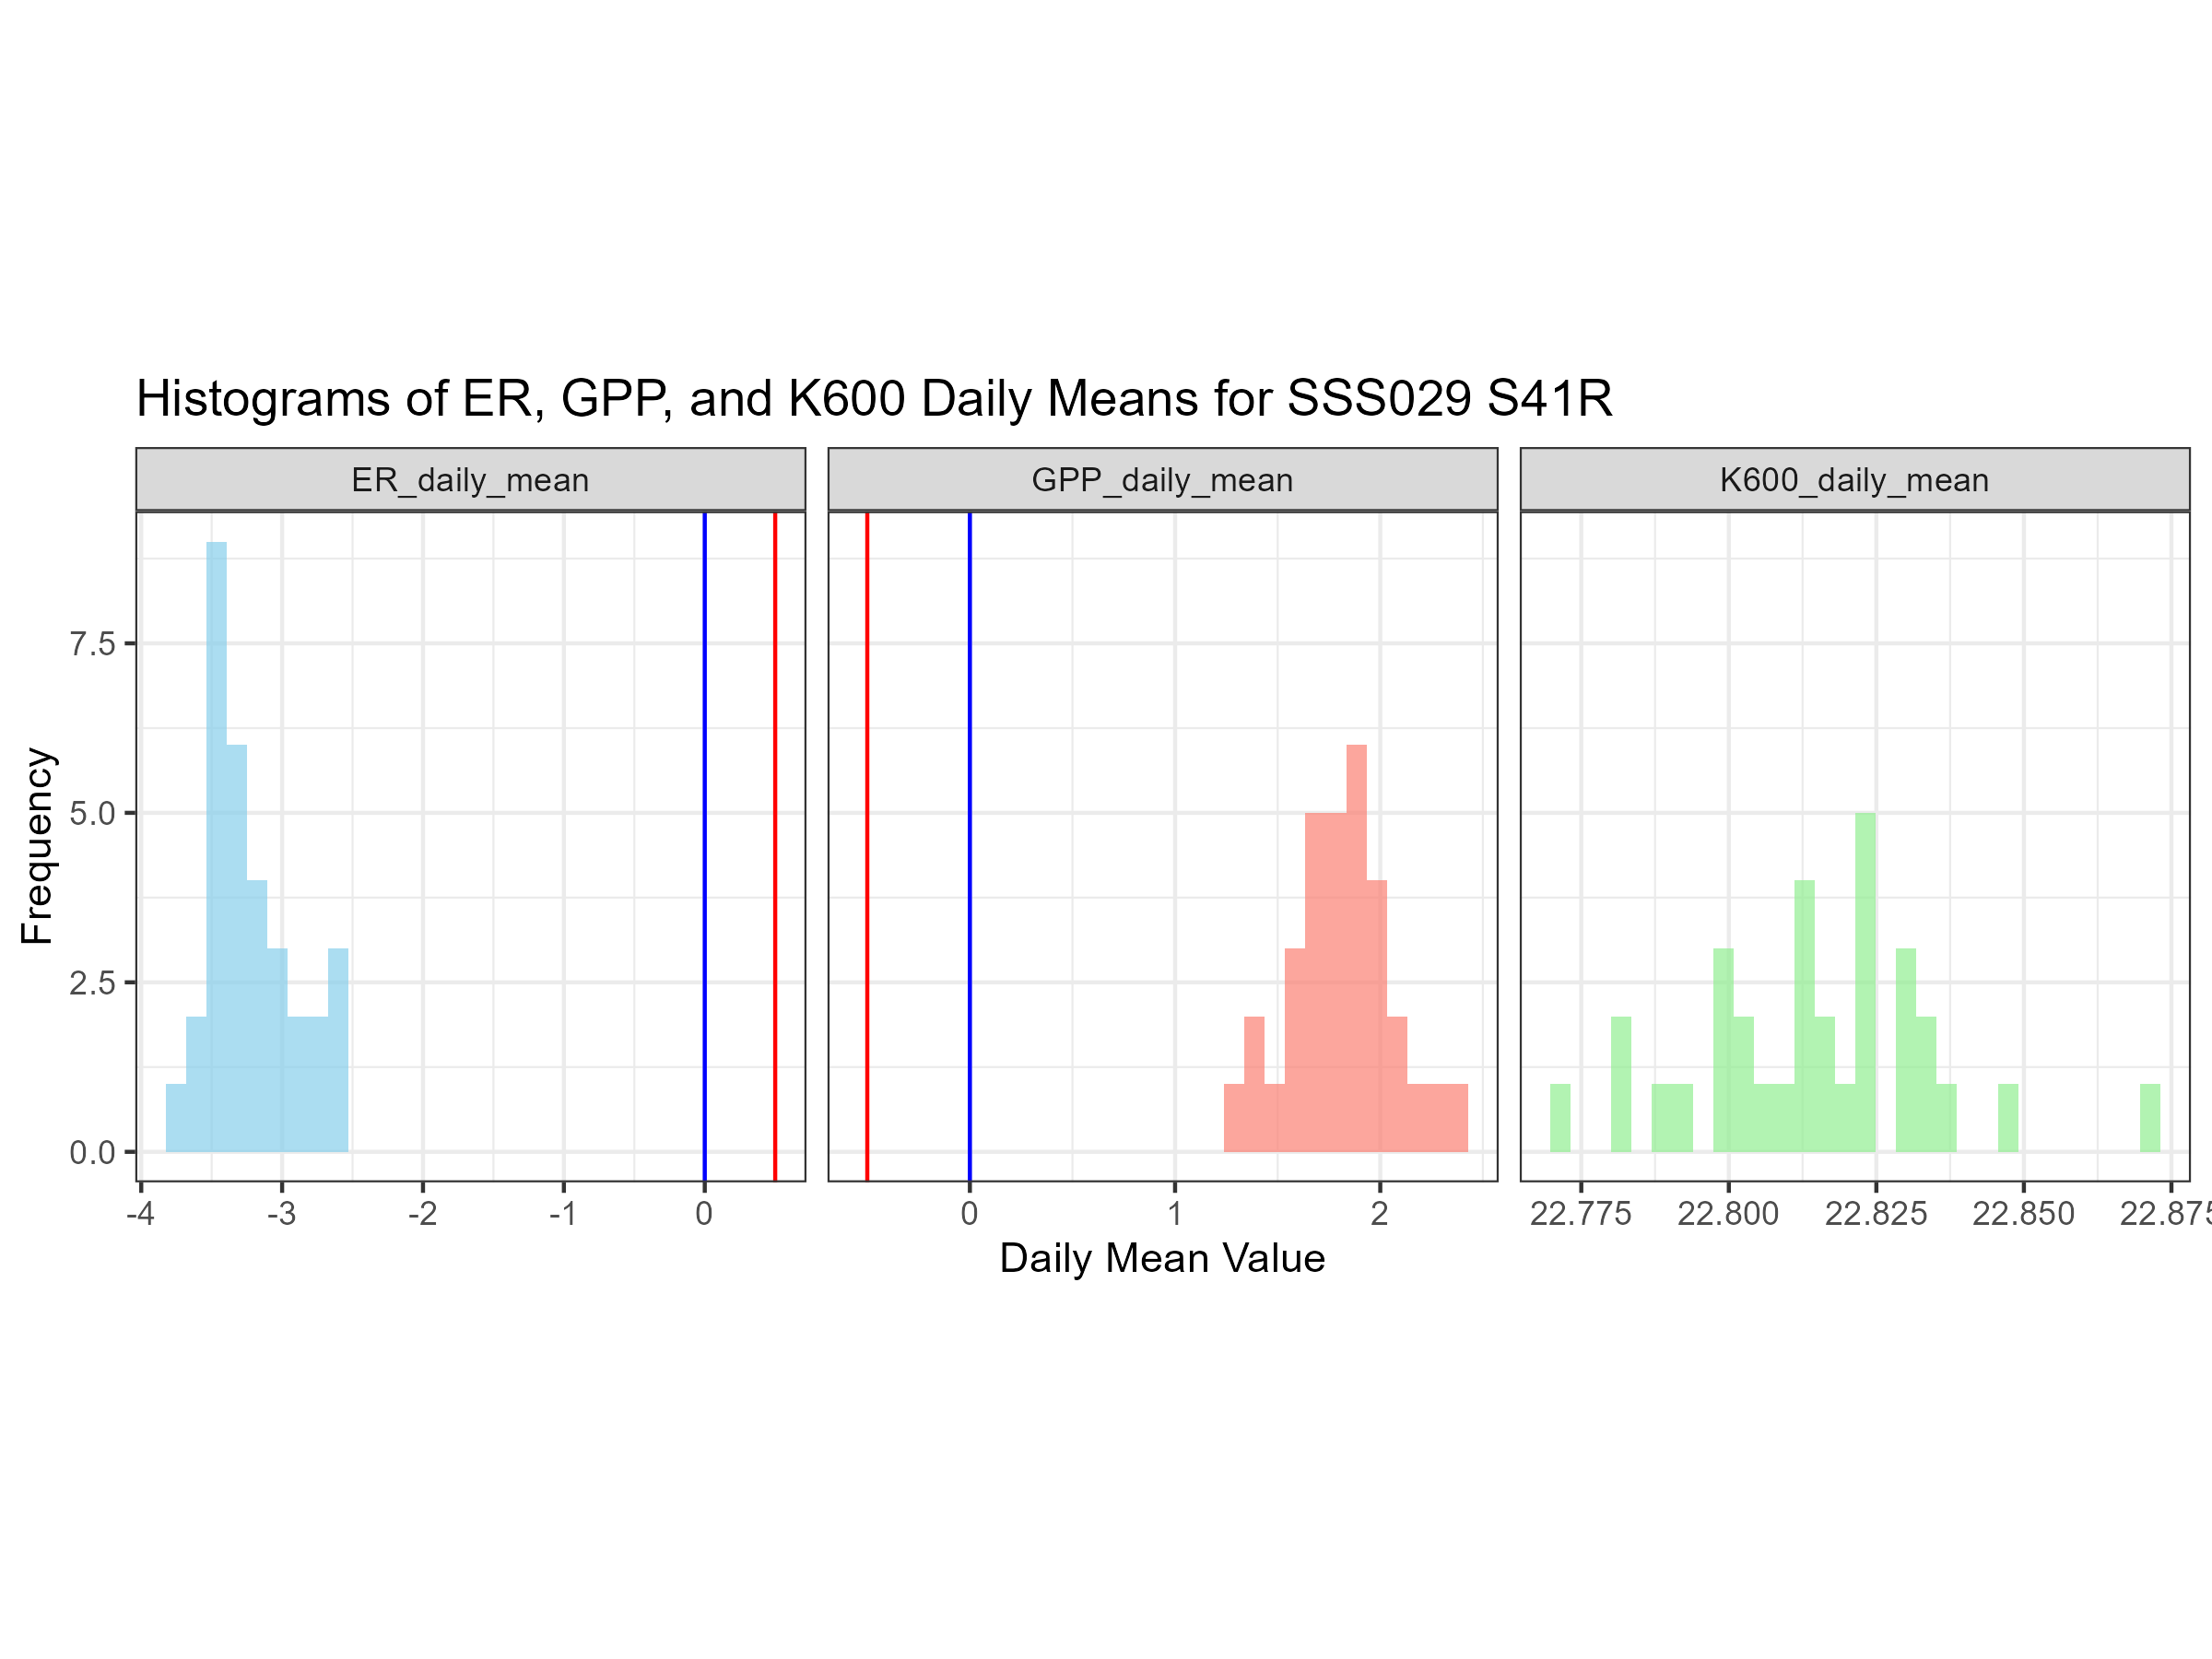 Histograms of ER, GPP, and K600 Daily Means for SSS029 S41R
ER_daily_mean GPP_daily_mean K600_daily_mean
Frequency
7.5
5.0
2.5
0.0
-4 -3 -2 -1 0 0 1 2 22.775 22.800 22.825 22.850 22.875
Daily Mean Value